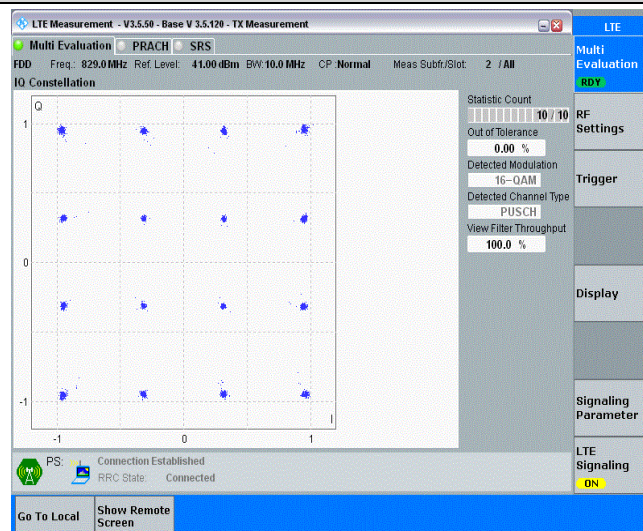 LTE Measurement - V3.5.50 - Base V 3.5.120 - TX Measurement
LTE
Multi Evaluation PRACH SRS
FDD Freq.: 829.0 MHz Ref. Level: 41.00 dBm BW: 10.0 MHz CP : Normal Meas Subfr./Slot: 2 / All
IQ Constellation
Q
1
0
-1
-1 0 1
I
Statistic Count
10 / 10
Out of Tolerance
0.00 %
Detected Modulation
16-QAM
Detected Channel Type
PUSCH
View Filter Throughput
100.0 %
Multi
Evaluation
RDY
RF
Settings
Trigger
Display
Signaling
Parameter
LTE
Signaling
ON
PS: Connection Established
RRC State: Connected
Go To Local
Show Remote
Screen